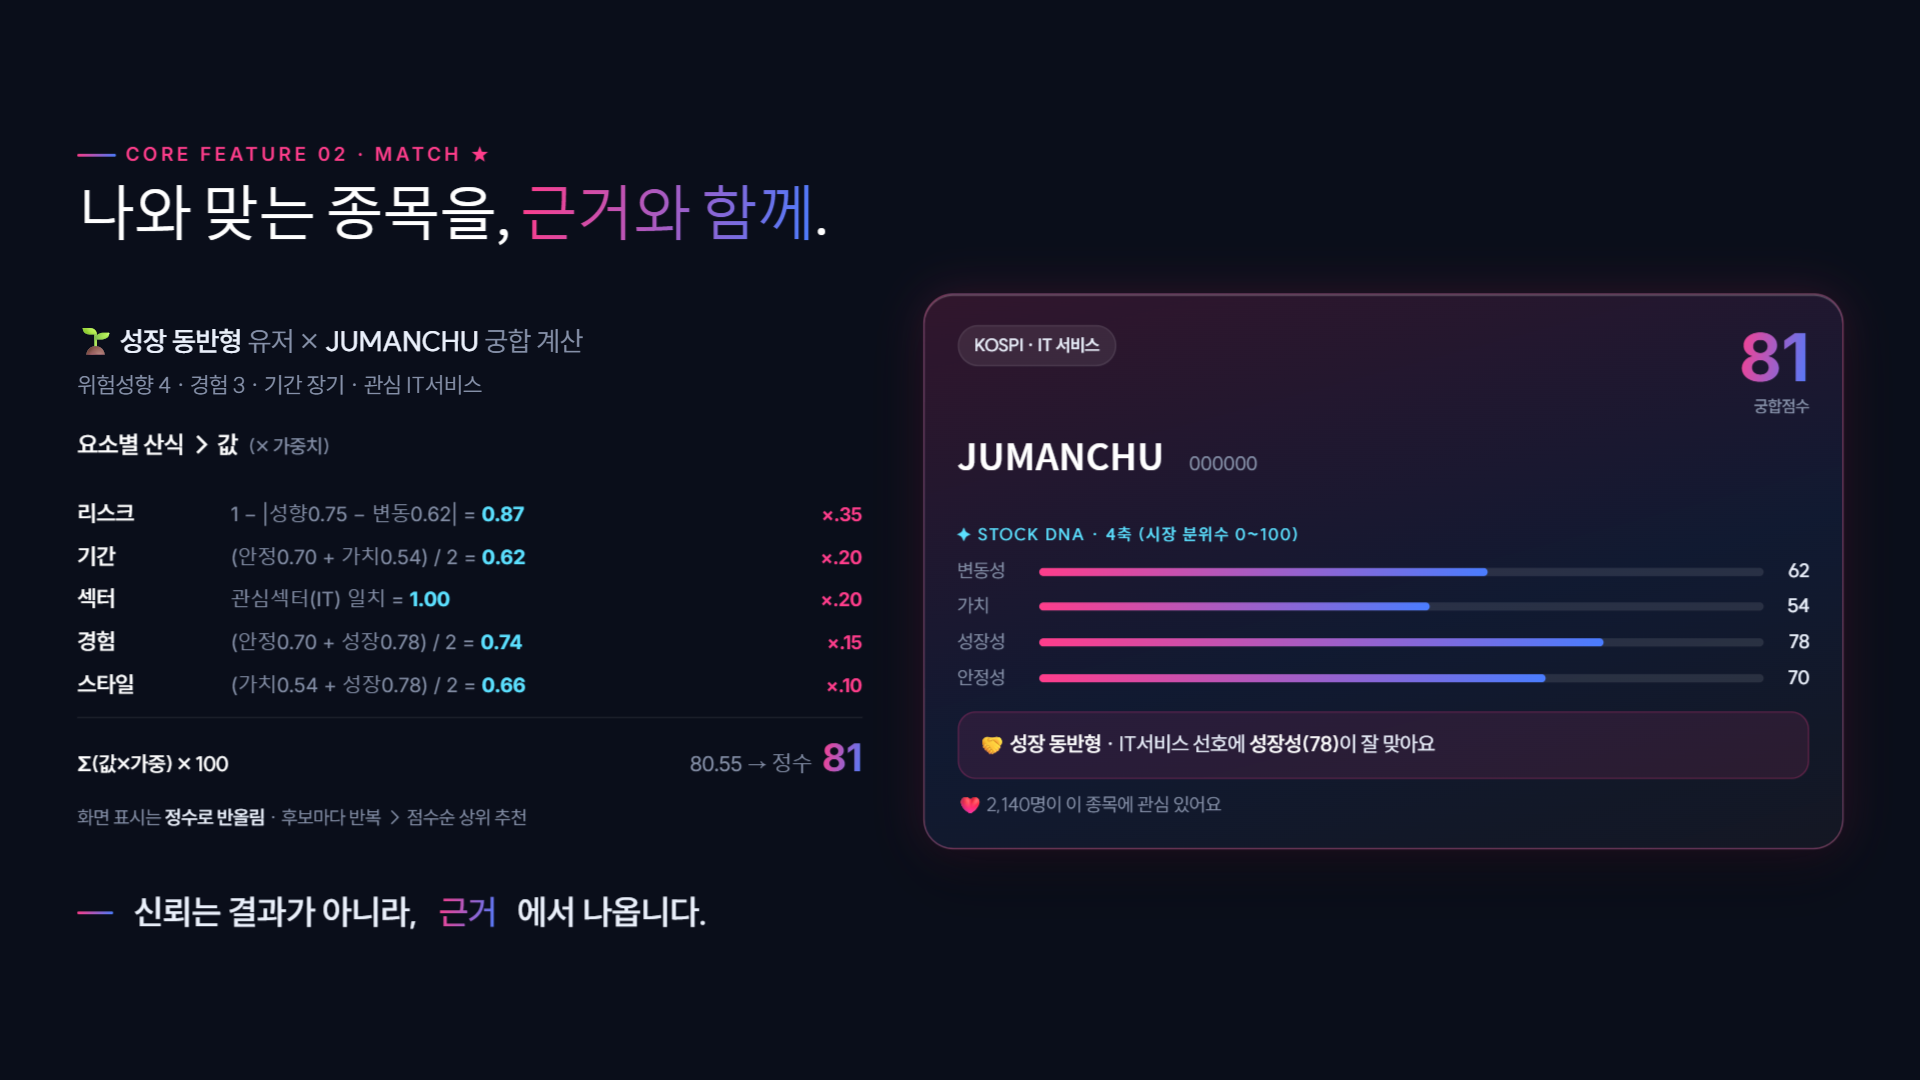 CORE FEATURE 02 · MATCH ★
나와 맞는 종목을, 근거와 함께.
🌱 성장 동반형 유저 × JUMANCHU 궁합 계산
위험성향 4 · 경험 3 · 기간 장기 · 관심 IT서비스
요소별 산식 > 값 (× 가중치)
리스크 1 − |성향0.75 − 변동0.62| = 0.87 ×.35
기간 (안정0.70 + 가치0.54) / 2 = 0.62 ×.20
섹터 관심섹터(IT) 일치 = 1.00 ×.20
경험 (안정0.70 + 성장0.78) / 2 = 0.74 ×.15
스타일 (가치0.54 + 성장0.78) / 2 = 0.66 ×.10
Σ(값×가중) × 100 80.55 → 정수 81
화면 표시는 정수로 반올림 · 후보마다 반복 > 점수순 상위 추천
신뢰는 결과가 아니라, 근거 에서 나옵니다.
KOSPI · IT 서비스
81
궁합점수
JUMANCHU 000000
✦ STOCK DNA · 4축 (시장 분위수 0~100)
변동성 62
가치 54
성장성 78
안정성 70
🤝 성장 동반형 · IT서비스 선호에 성장성(78)이 잘 맞아요
❤ 2,140명이 이 종목에 관심 있어요